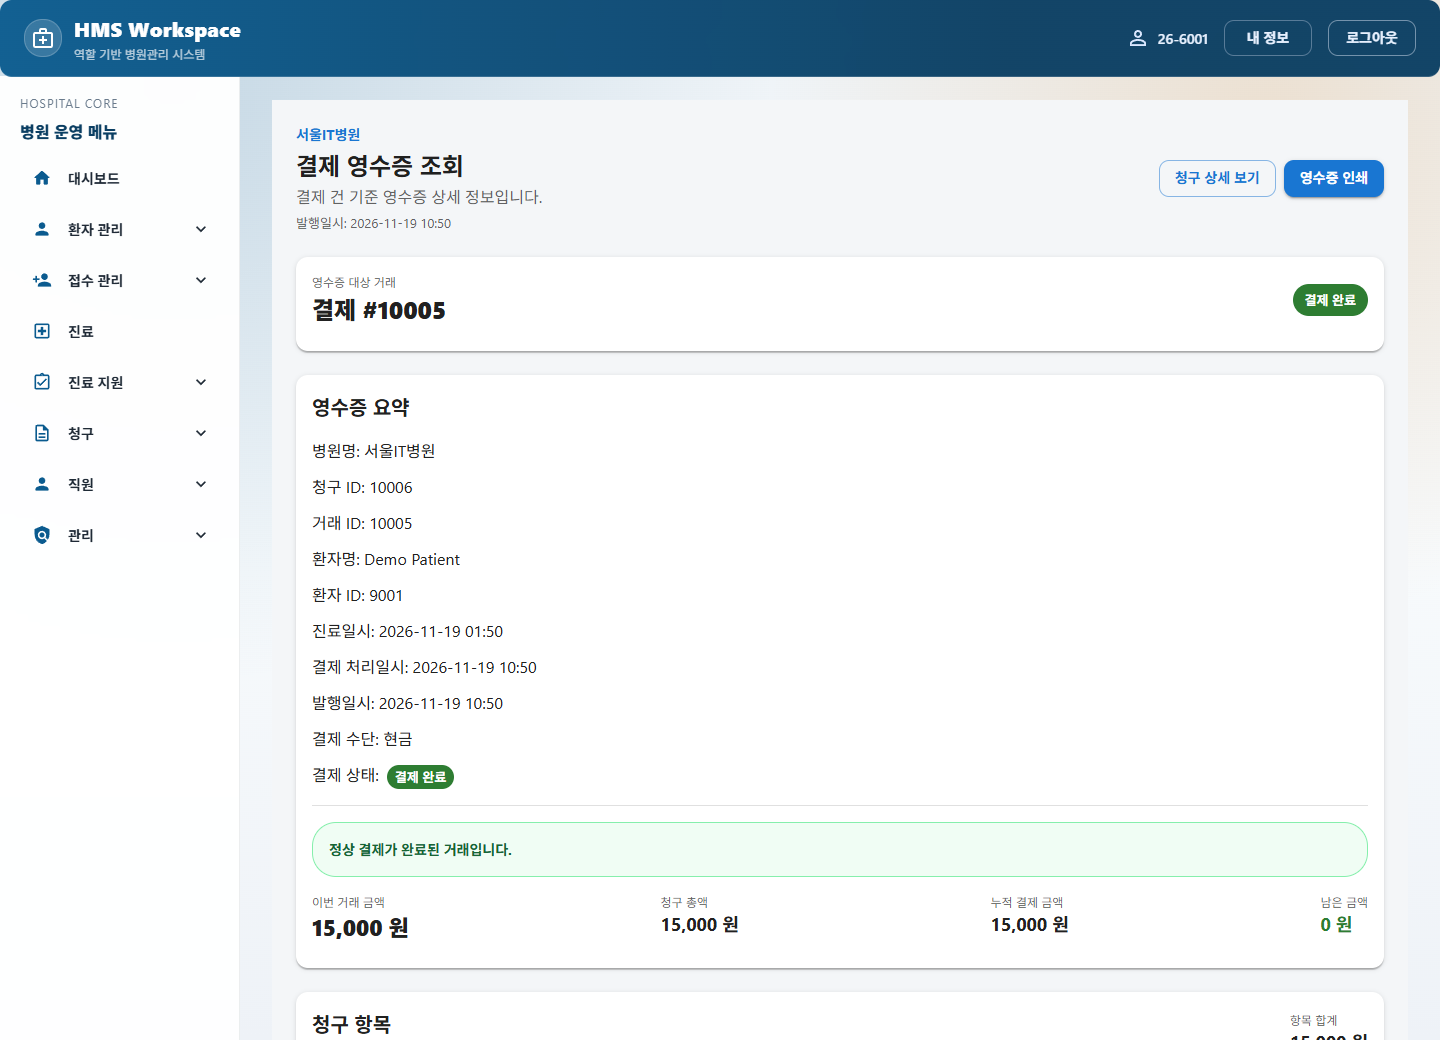 HMS Workspace
역할 기반 병원관리 시스템
26-6001
내 정보
로그아웃
HOSPITAL CORE
병원 운영 메뉴
대시보드
환자 관리
접수 관리
진료
진료 지원
청구
직원
관리
서울IT병원
결제 영수증 조회
결제 건 기준 영수증 상세 정보입니다.
발행일시: 2026-11-19 10:50
청구 상세 보기
영수증 인쇄
영수증 대상 거래
결제 #10005
결제 완료
영수증 요약
병원명: 서울IT병원
청구 ID: 10006
거래 ID: 10005
환자명: Demo Patient
환자 ID: 9001
진료일시: 2026-11-19 01:50
결제 처리일시: 2026-11-19 10:50
발행일시: 2026-11-19 10:50
결제 수단: 현금
결제 상태: 결제 완료
정상 결제가 완료된 거래입니다.
이번 거래 금액
15,000 원
청구 총액
15,000 원
누적 결제 금액
15,000 원
남은 금액
0 원
청구 항목
항목 합계
15,000 원